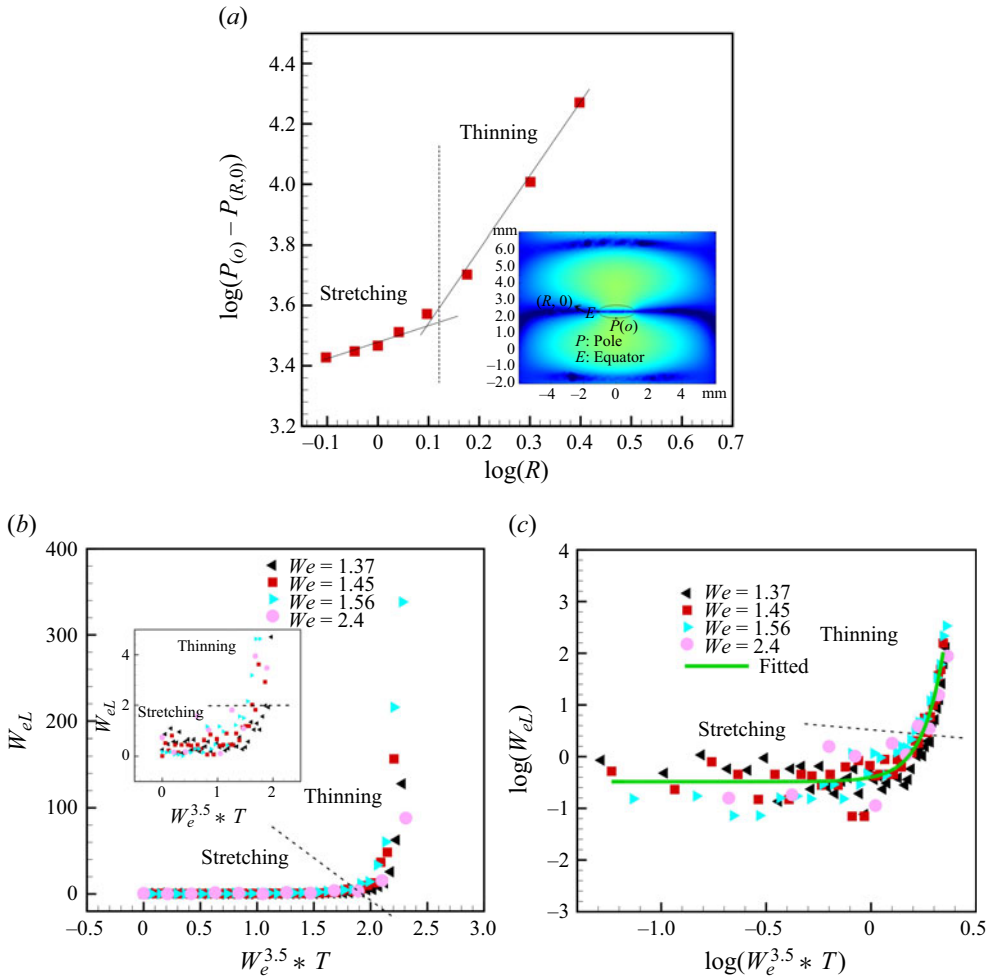 (a)
4.4
4.0
3.6
3.4
3.2
log(P(o) − P(R,0))
Thinning
Stretching
mm
6.0
5.0
4.0
3.0
2.0
1.0
0
−1.0
−2.0
(R, 0)
E
P(o)
P: Pole
E: Equator
−4 −2 0 2 4 mm
−0.1 0 0.1 0.2 0.3 0.4 0.5 0.6 0.7
log(R)
(b)
400
300
200
100
0
WeL
We = 1.37
We = 1.45
We = 1.56
We = 2.4
4
2
0
WeL
Thinning
Stretching
0 1 2
We^3.5 * T
Thinning
Stretching
−0.5 0 0.5 1.0 1.5 2.0 2.5 3.0
We^3.5 * T
(c)
4
3
2
1
0
−1
−2
−3
log(WeL)
We = 1.37
We = 1.45
We = 1.56
We = 2.4
Fitted
Thinning
Stretching
−1.0 −0.5 0 0.5
log(We^3.5 * T)